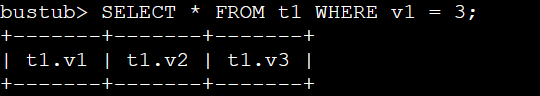 bustub> SELECT * FROM t1 WHERE v1 = 3;
+-------+-------+-------+
| t1.v1 | t1.v2 | t1.v3 |
+-------+-------+-------+